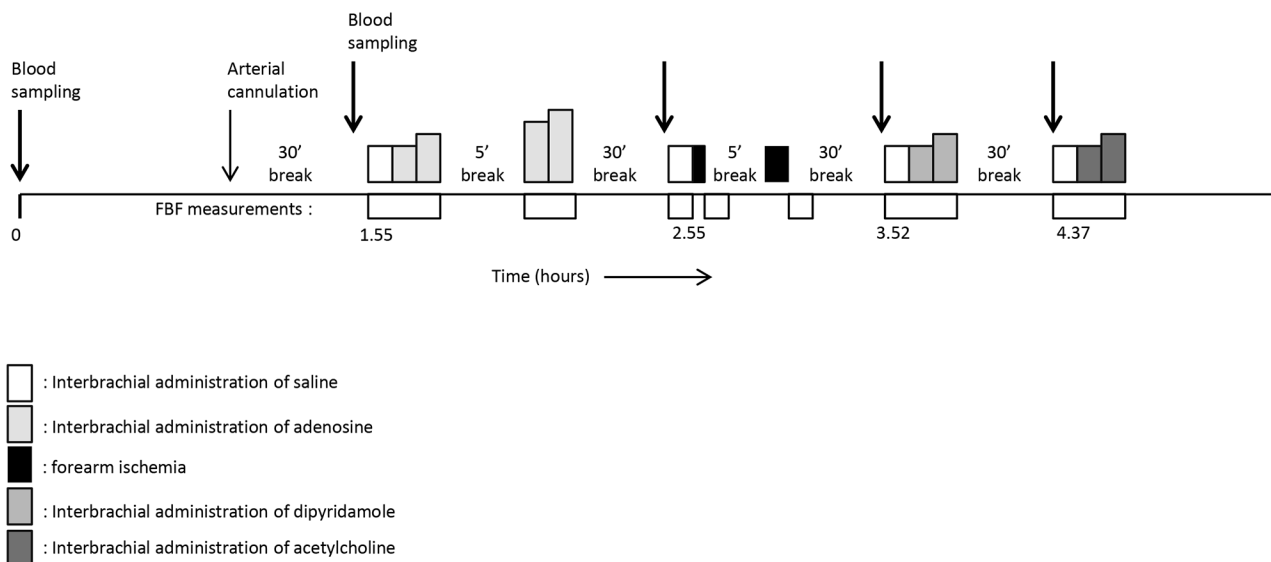 Blood
sampling
Blood
sampling
Arterial
cannulation
30’
break
5’
break
30’
break
5’
break
30’
break
30’
break
FBF measurements :
0
1.55
2.55
3.52
4.37
Time (hours)
: Interbrachial administration of saline
: Interbrachial administration of adenosine
: forearm ischemia
: Interbrachial administration of dipyridamole
: Interbrachial administration of acetylcholine